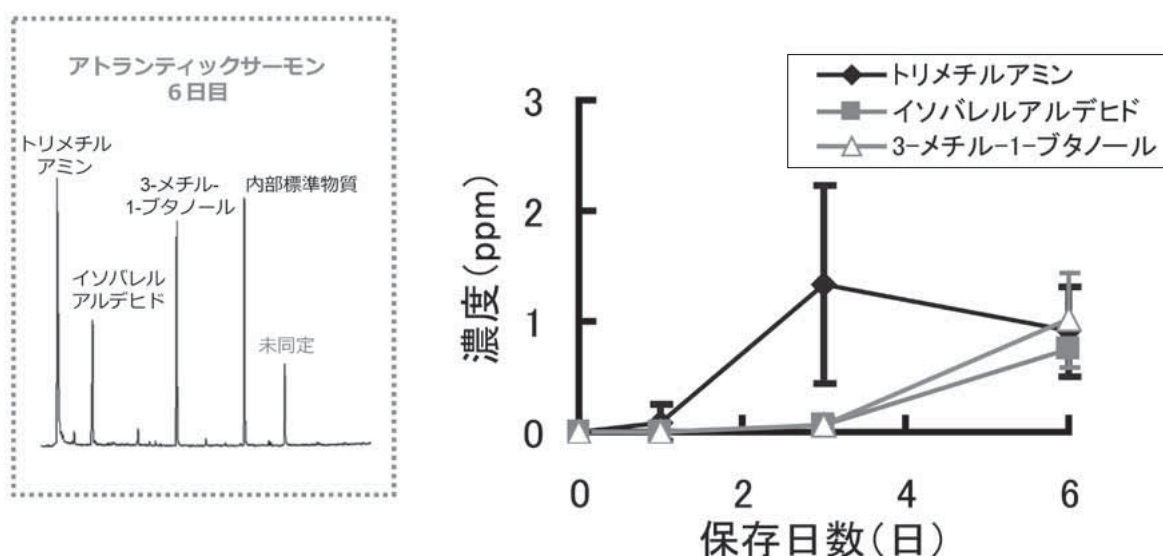 アトランティックサーモン
６日目
トリメチル
アミン
イソバレル
アルデヒド
3-メチル-
1-ブタノール
内部標準物質
未同定
トリメチルアミン
イソバレルアルデヒド
3-メチル-1-ブタノール
濃度(ppm)
3
2
1
0
0
2
4
6
保存日数(日)